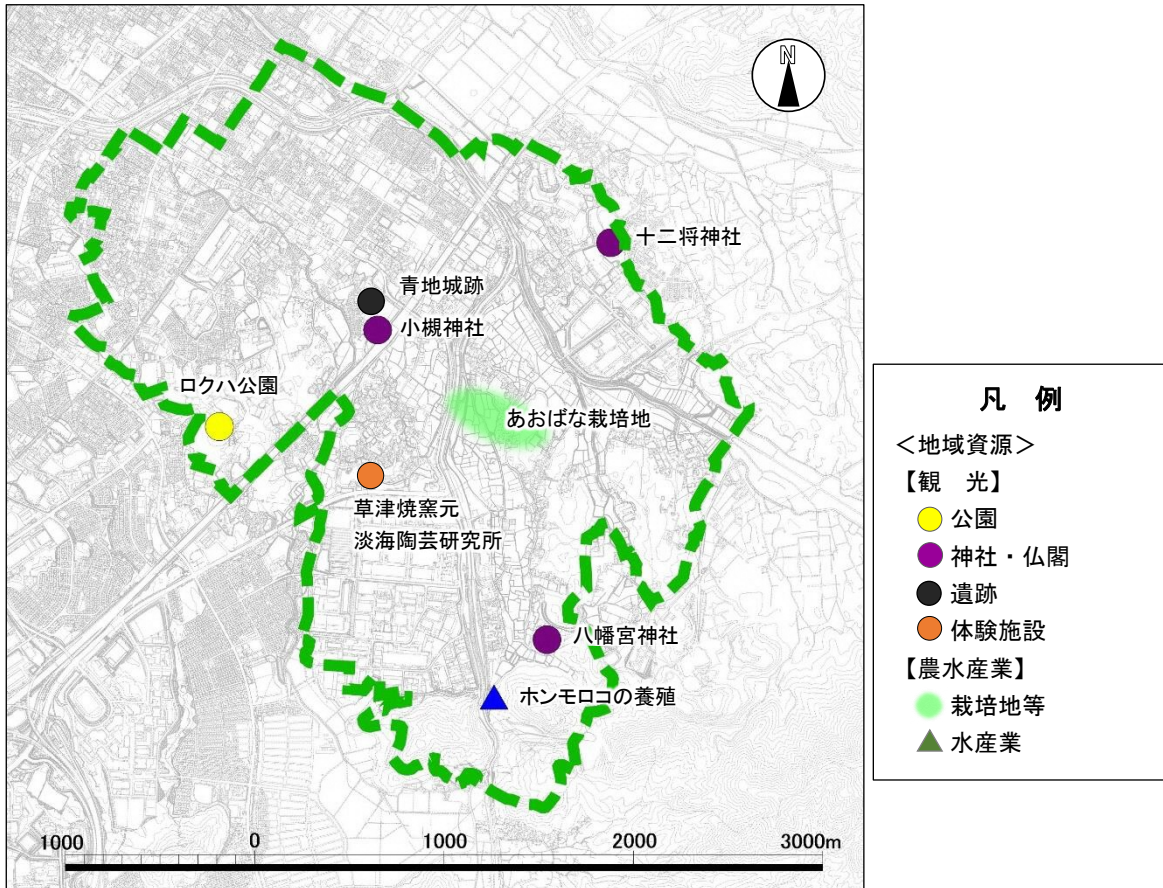 N
十二将神社
青地城跡
小槻神社
ロクハ公園
あおばな栽培地
草津焼窯元
淡海陶芸研究所
八幡宮神社
ホンモロコの養殖
1000 0 1000 2000 3000m
凡 例
＜地域資源＞
【観 光】
公園
神社・仏閣
遺跡
体験施設
【農水産業】
栽培地等
水産業